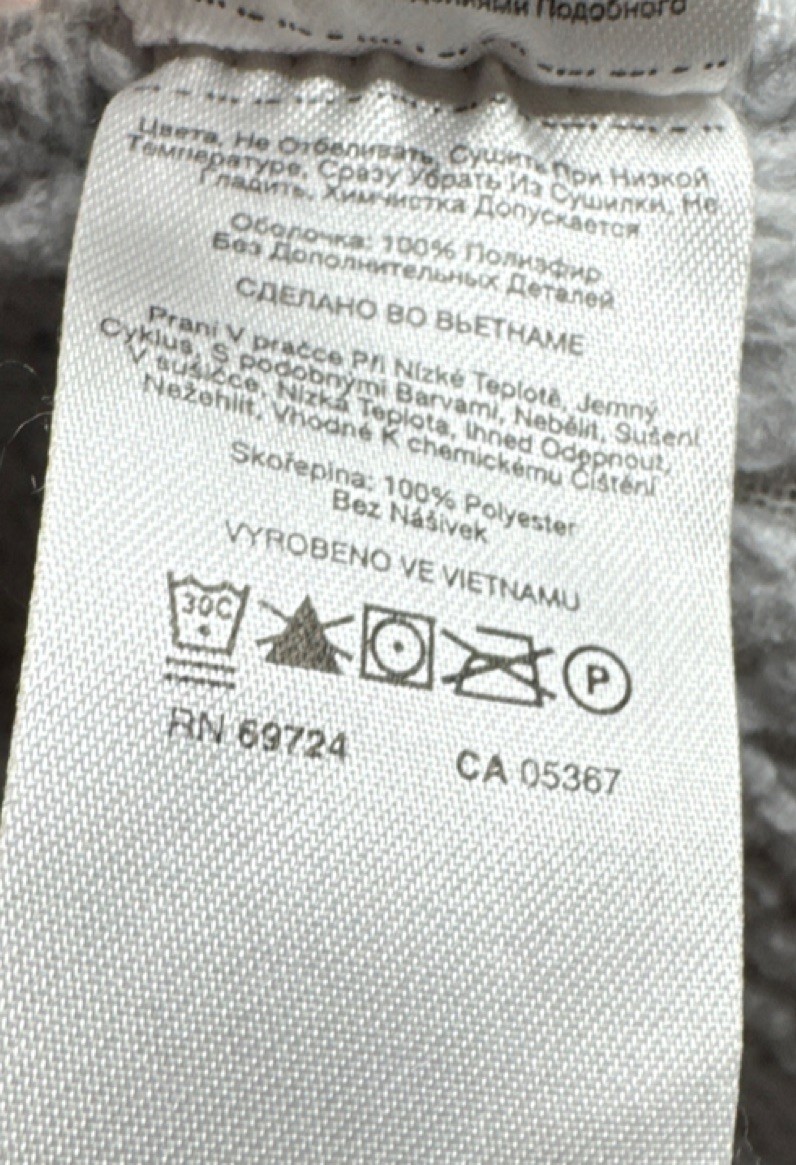 Подобного
Цвета, Не Отбеливать, Сушить При Низкой
Температуре, Сразу Убрать Из Сушилки, Не
Гладить, Химчистка Допускается
Оболочка: 100% Полиэфир
Без Дополнительных Деталей
СДЕЛАНО ВО ВЬЕТНАМЕ
Praní V pračce Při Nízké Teplotě, Jemný
Cyklus, S podobnými Barvami, Nebělit, Sušení
V sušičce, Nízká Teplota, Ihned Odepnout,
Nežehlit, Vhodné K chemickému Čištění
Skořepina: 100% Polyester
Bez Nášivek
VYROBENO VE VIETNAMU
30C
P
RN 69724
CA 05367